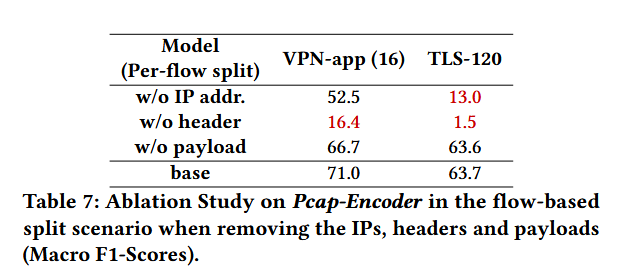 Model
(Per-flow split) VPN-app (16) TLS-120
w/o IP addr. 52.5 13.0
w/o header 16.4 1.5
w/o payload 66.7 63.6
base 71.0 63.7
Table 7: Ablation Study on Pcap-Encoder in the flow-based
split scenario when removing the IPs, headers and payloads
(Macro F1-Scores).